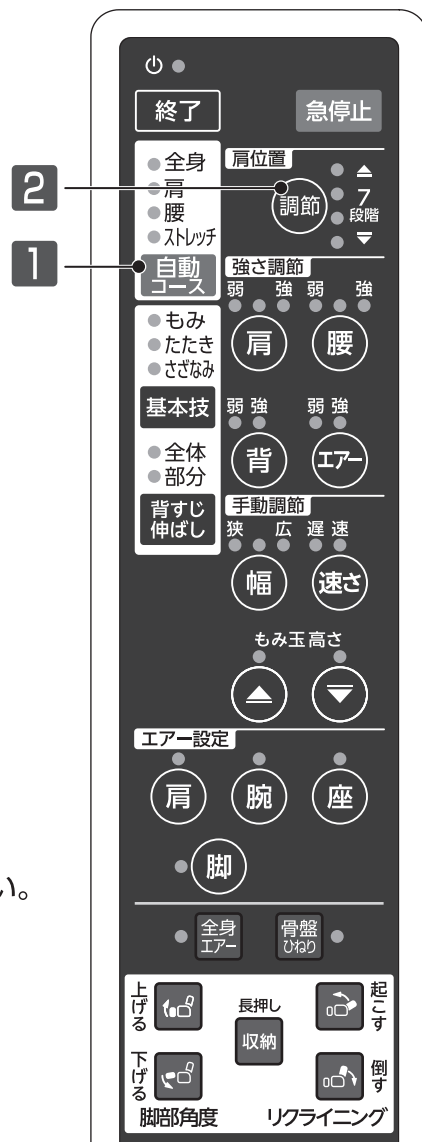 終了
急停止
全身
肩
腰
ストレッチ
自動
コース
2
1
肩位置
調節
7
段階
強さ調節
弱 強 弱 強
肩 腰
もみ
たたき
さざなみ
基本技
弱 強 弱 強
背 エアー
全体
部分
背すじ
伸ばし
手動調節
狭 広 遅 速
幅 速さ
もみ玉高さ
エアー設定
肩 腕 座
脚
い。
全身
エアー
骨盤
ひねり
上げる
長押し
収納
起こす
下げる
倒す
脚部角度 リクライニング